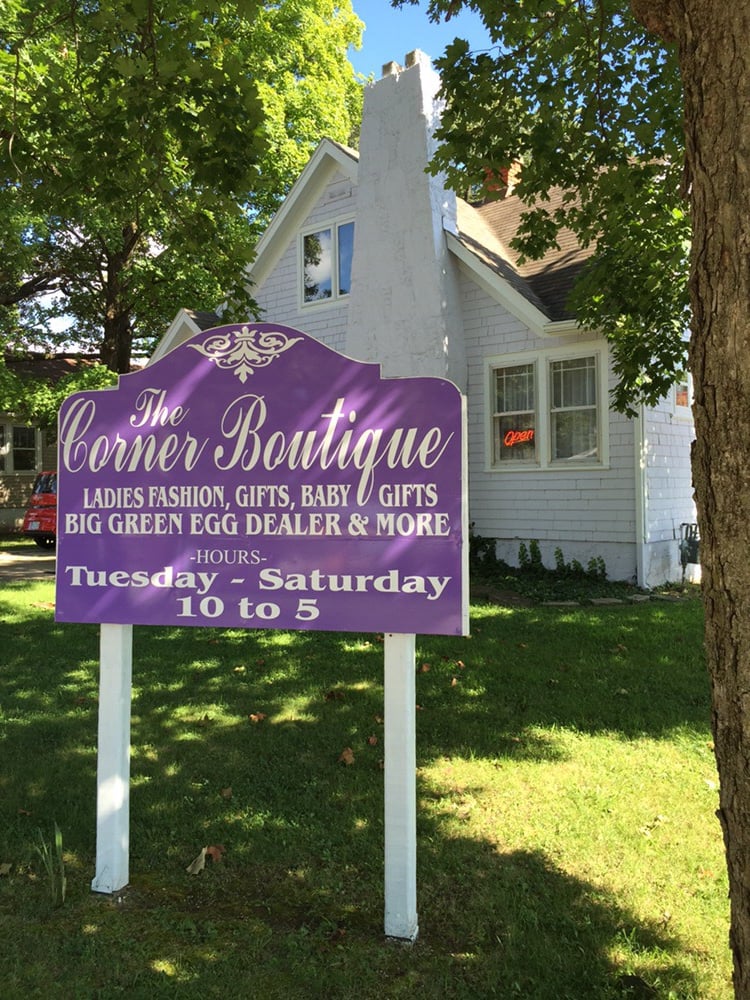 The
Corner Boutique
LADIES FASHION, GIFTS, BABY GIFTS
BIG GREEN EGG DEALER & MORE
-HOURS-
Tuesday - Saturday
10 to 5
Open